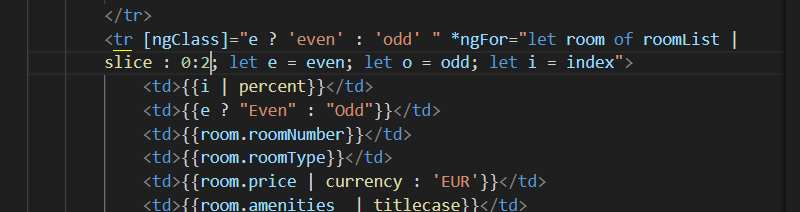 </tr>
<tr [ngClass]="e ? 'even' : 'odd' " *ngFor="let room of roomList |
slice : 0:2; let e = even; let o = odd; let i = index">
<td>{{i | percent}}</td>
<td>{{e ? "Even" : "Odd"}}</td>
<td>{{room.roomNumber}}</td>
<td>{{room.roomType}}</td>
<td>{{room.price | currency : 'EUR'}}</td>
<td>{{room.amenities  | titlecase}}</td>